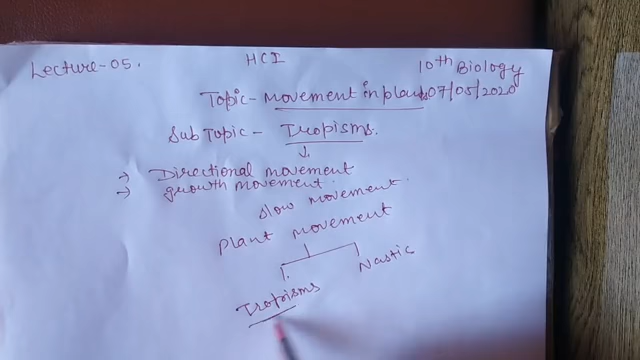 Lecture-05. HCI 10th Biology
Topic- movement in plants 07/05/2020
Sub Topic - Tropisms.
→ Directional movement
→ growth movement.
slow movement.
Plant movement
Tropisms Nastic